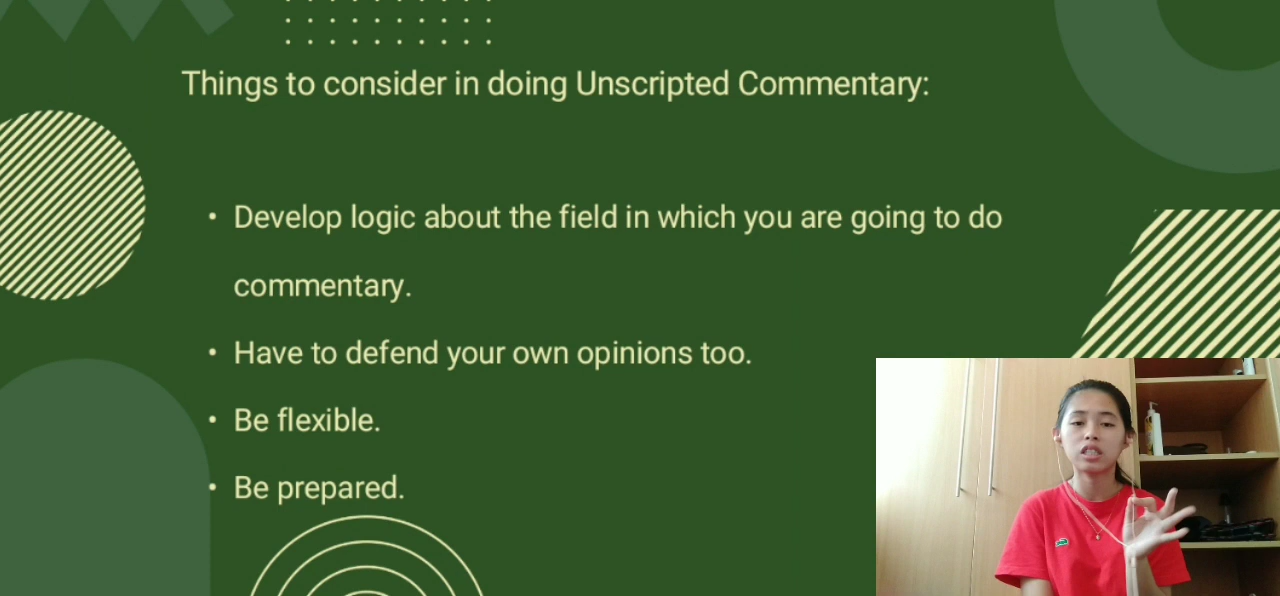 Things to consider in doing Unscripted Commentary:
• Develop logic about the field in which you are going to do
commentary.
• Have to defend your own opinions too.
• Be flexible.
• Be prepared.